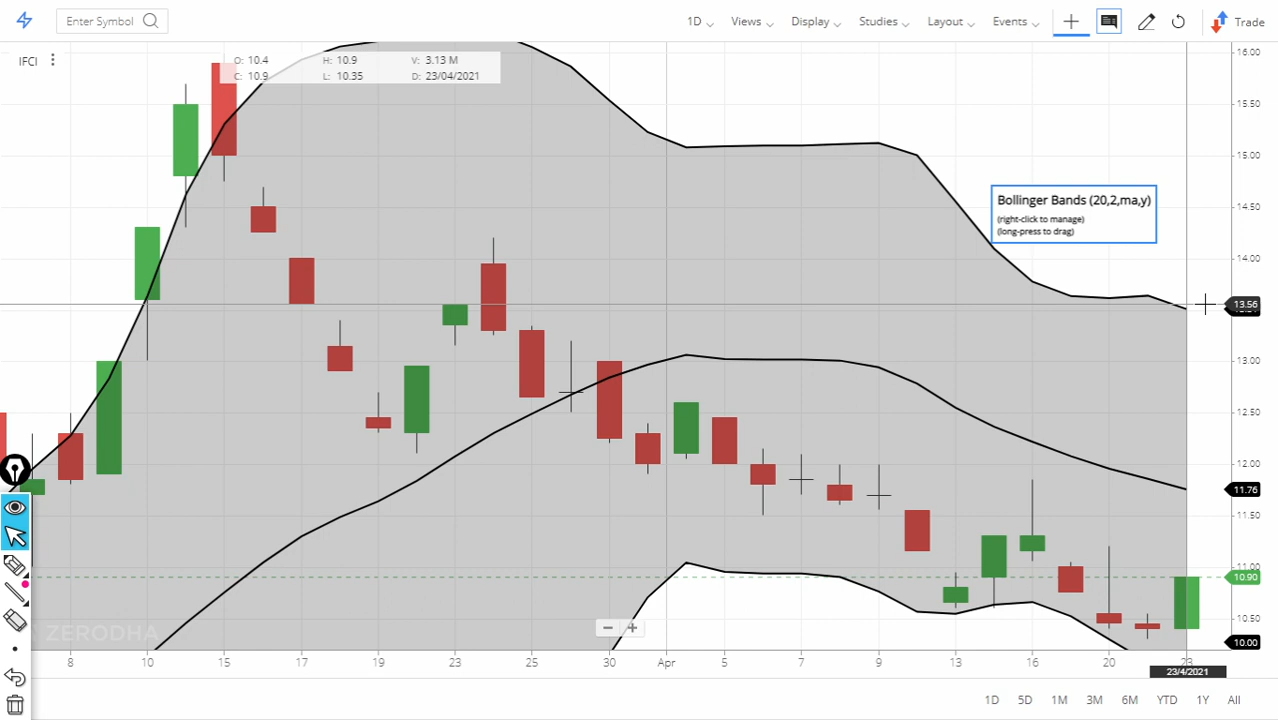 Enter Symbol
1D Views Display Studies Layout Events Trade
IFCI
O: 10.4 H: 10.9 V: 3.13 M
C: 10.9 L: 10.35 D: 23/04/2021
Bollinger Bands (20,2,ma,y)
(right-click to manage)
(long-press to drag)
16.00
15.50
15.00
14.50
14.00
13.56
13.00
12.50
12.00
11.76
11.50
11.00
10.90
10.50
10.00
ZERODHA
8 10 15 17 19 23 25 30 Apr 5 7 9 13 16 20 23
23/4/2021
1D 5D 1M 3M 6M YTD 1Y All